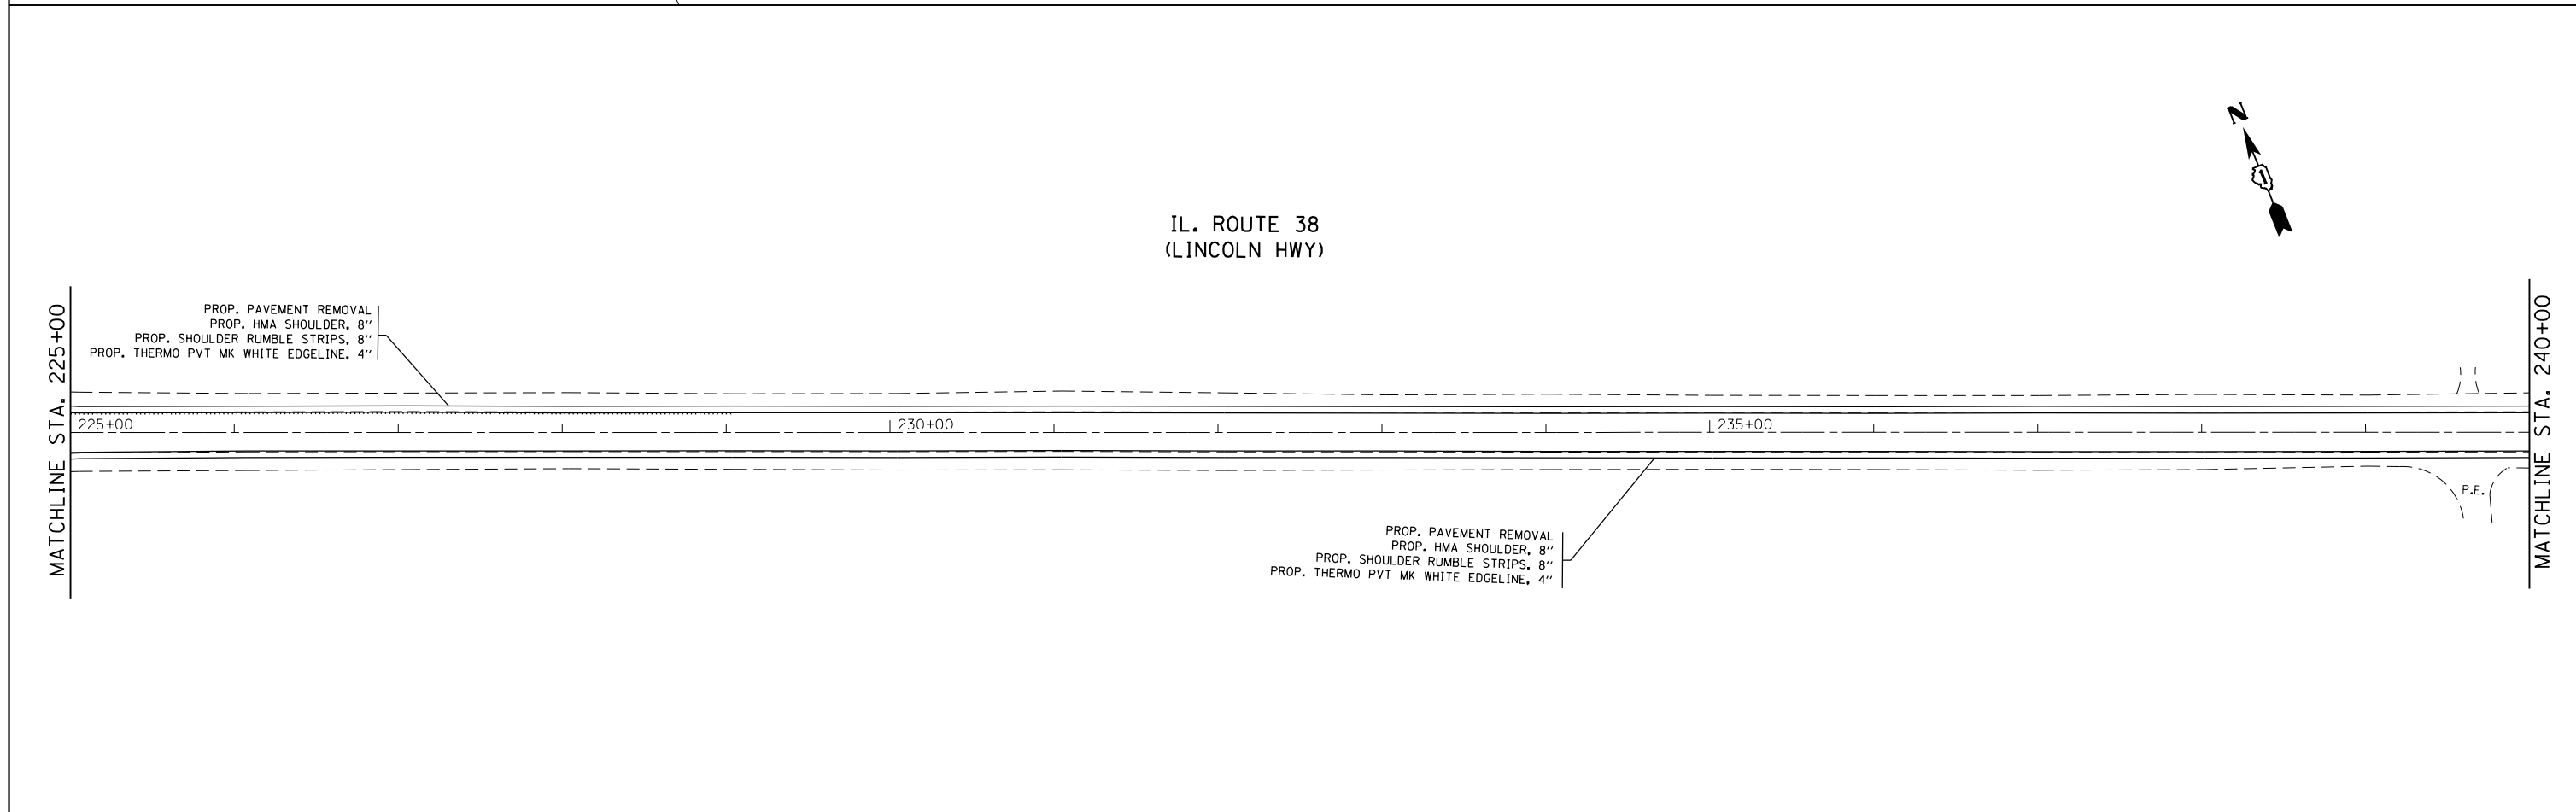 N
IL. ROUTE 38
(LINCOLN HWY)
MATCHLINE STA. 225+00
PROP. PAVEMENT REMOVAL
PROP. HMA SHOULDER, 8"
PROP. SHOULDER RUMBLE STRIPS, 8"
PROP. THERMO PVT MK WHITE EDGELINE, 4"
225+00
230+00
235+00
P.E.
PROP. PAVEMENT REMOVAL
PROP. HMA SHOULDER, 8"
PROP. SHOULDER RUMBLE STRIPS, 8"
PROP. THERMO PVT MK WHITE EDGELINE, 4"
MATCHLINE STA. 240+00